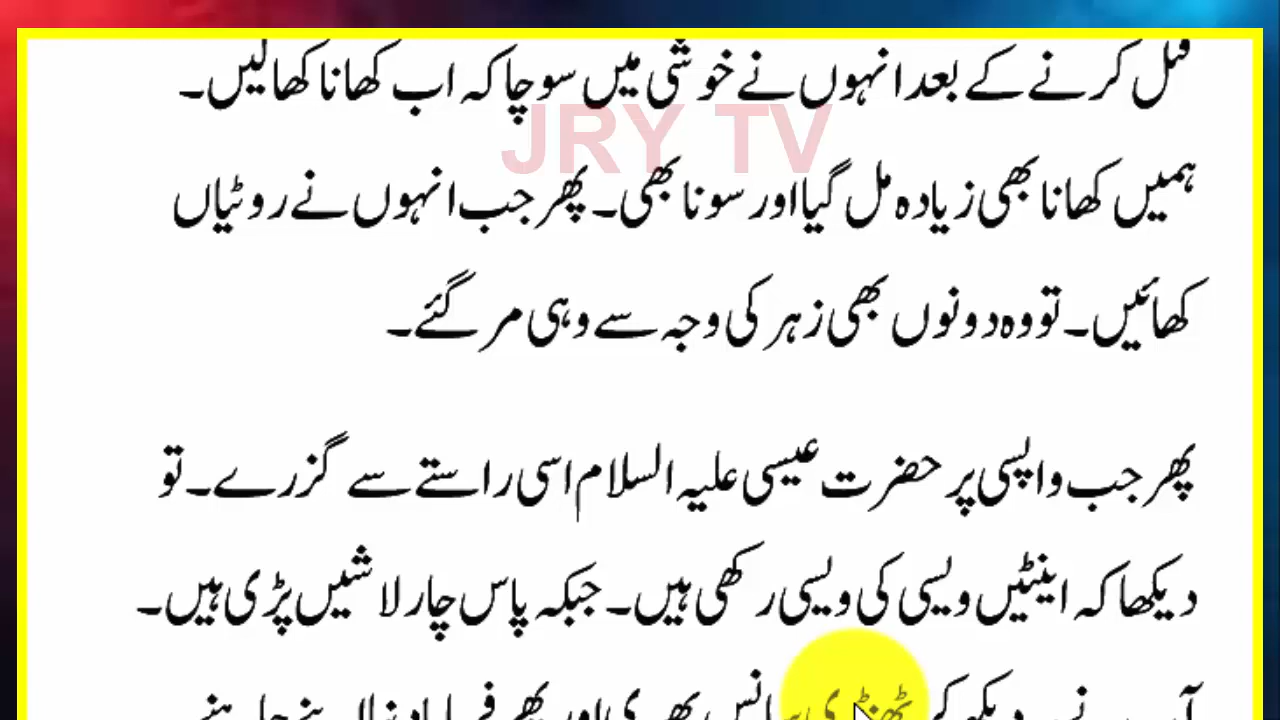 قتل کرنے کے بعد انہوں نے خوشی میں سوچا کہ اب کھانا کھا لیں۔
JRY TV
ہمیں کھانا بھی زیادہ مل گیا اور سونا بھی۔ پھر جب انہوں نے روٹیاں
کھائیں۔ تو وہ دونوں بھی زہر کی وجہ سے وہی مر گئے۔
پھر جب واپسی پر حضرت عیسی علیہ السلام اسی راستے سے گزرے۔ تو
دیکھا کہ اینٹیں ویسی کی ویسی رکھی ہیں۔ جبکہ پاس چار لاشیں پڑی ہیں۔